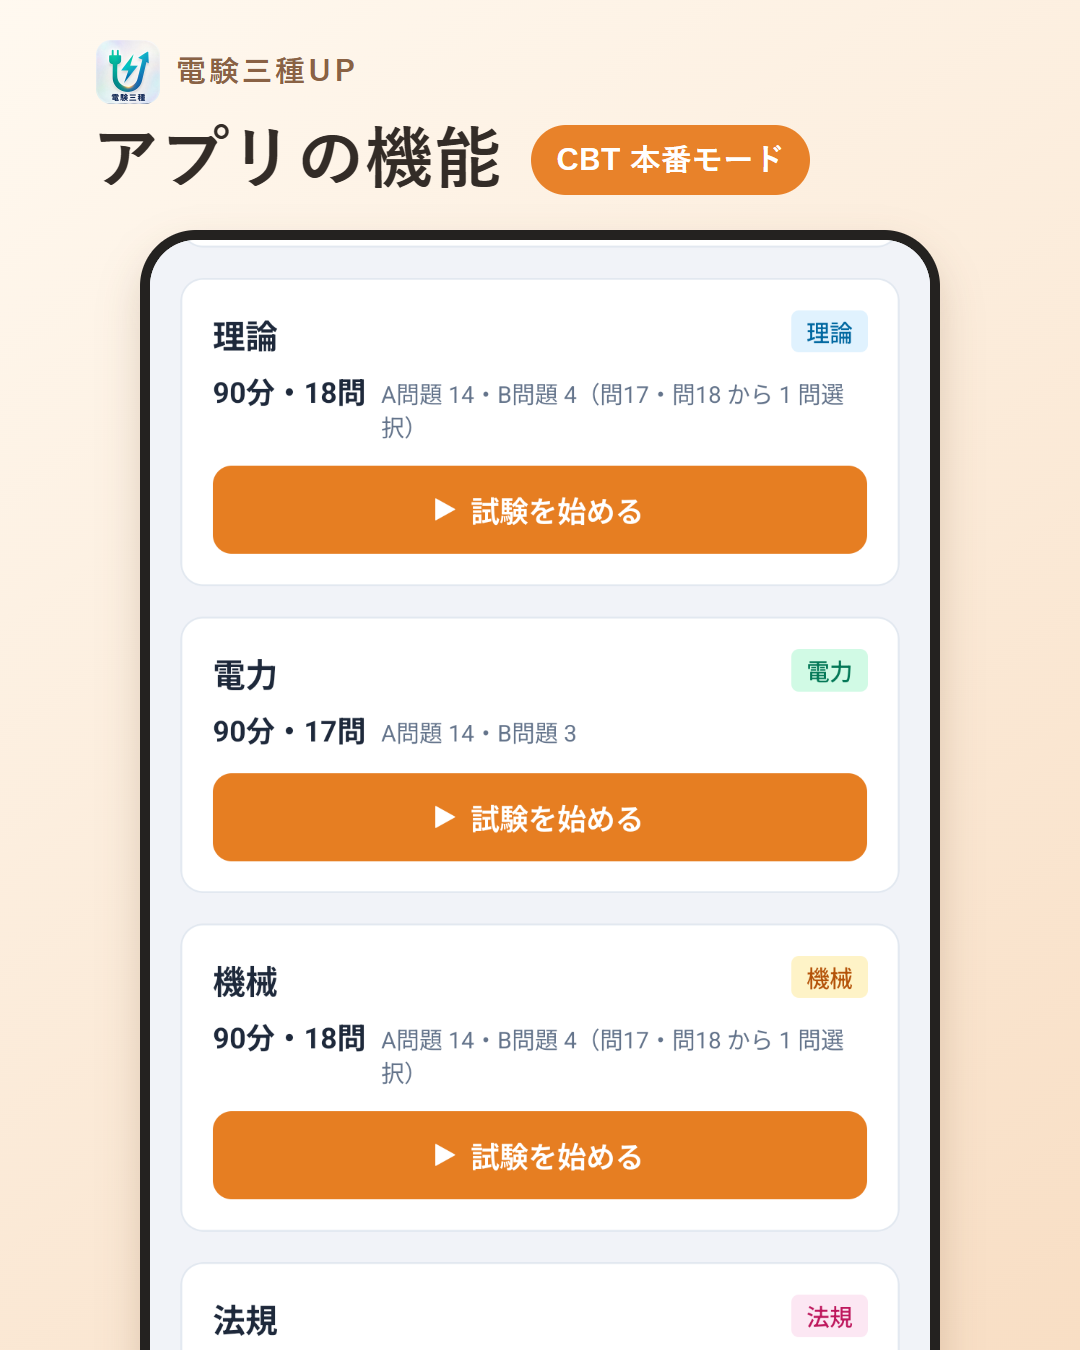 電験三種
電験三種UP
アプリの機能
CBT 本番モード
理論
理論
90分・18問 A問題 14・B問題 4（問17・問18 から 1 問選
択）
▶ 試験を始める
電力
電力
90分・17問 A問題 14・B問題 3
▶ 試験を始める
機械
機械
90分・18問 A問題 14・B問題 4（問17・問18 から 1 問選
択）
▶ 試験を始める
法規
法規